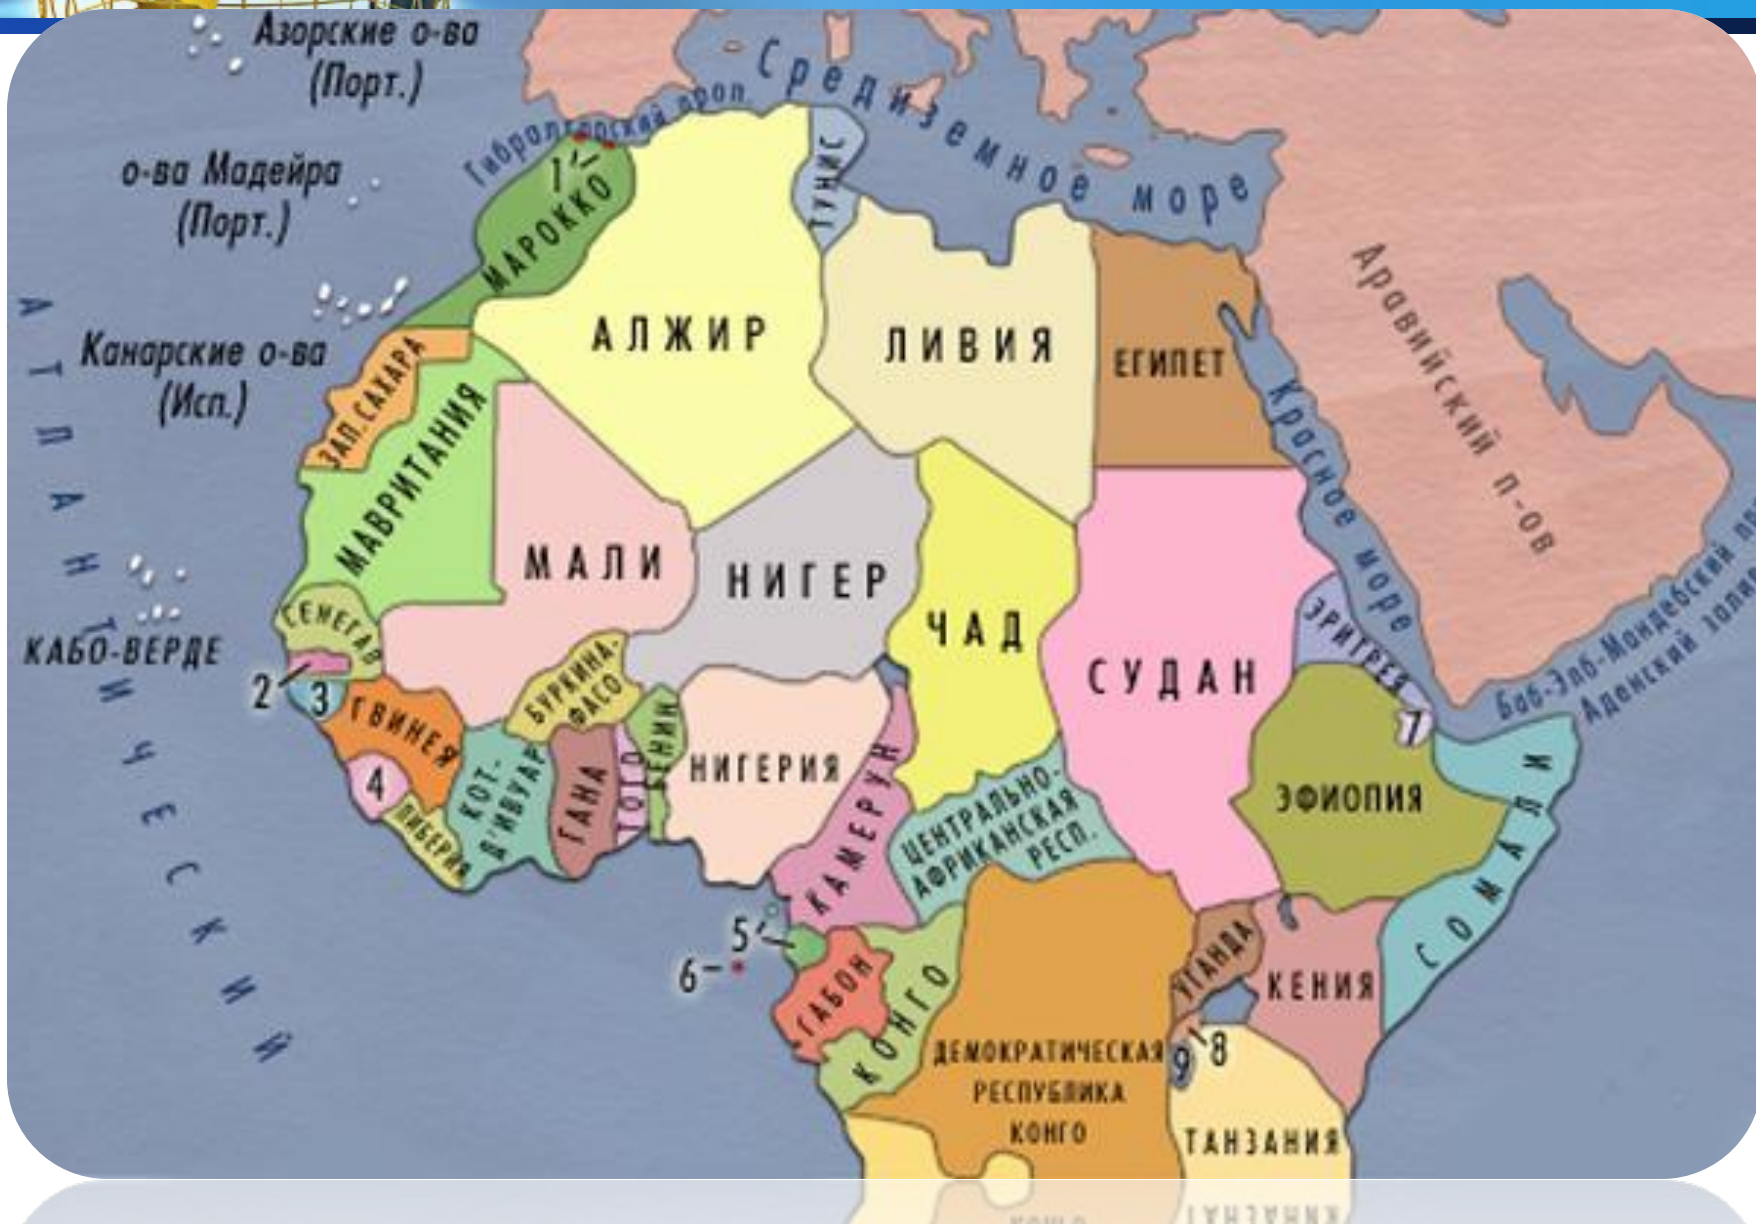 Азорские о-ва
(Порт.)
Гибралтарский прол.
Средиземное море
о-ва Мадейра
(Порт.)
1
МАРОККО
ТУНИС
Канарские о-ва
(Исп.)
АЛЖИР
ЛИВИЯ
ЕГИПЕТ
Аравийский п-ов
Красное море
ЗАП.САХАРА
МАВРИТАНИЯ
МАЛИ
НИГЕР
ЧАД
СУДАН
ЭРИТРЕЯ
КАБО-ВЕРДЕ
СЕНЕГАЛ
2
3
ГВИНЕЯ
4
ЛИБЕРИЯ
БУРКИНА-
ФАСО
КОТ-
Д'ИВУАР
ГАНА
ТОГО
БЕНИН
НИГЕРИЯ
КАМЕРУН
ЦЕНТРАЛЬНО-
АФРИКАНСКАЯ
РЕСП.
Баб-Эль-Мандебский
Аденский
7
ЭФИОПИЯ
СОМАЛИ
АТЛАНТИЧЕСКИЙ
5
6
ГАБОН
КОНГО
УГАНДА
КЕНИЯ
ДЕМОКРАТИЧЕСКАЯ
РЕСПУБЛИКА
КОНГО
9
8
ТАНЗАНИЯ